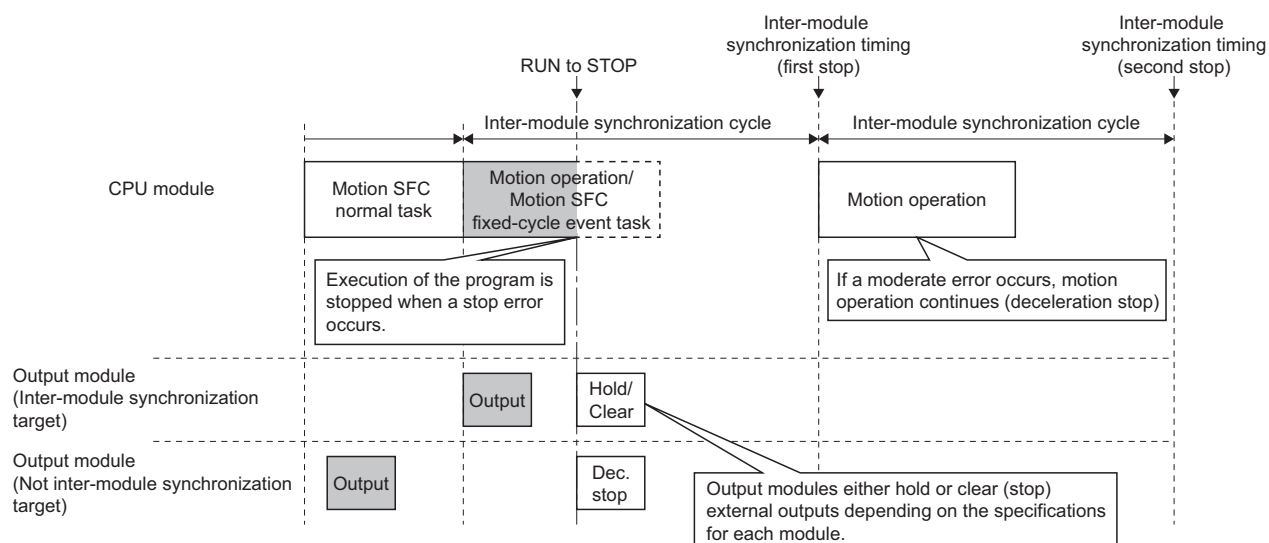 Inter-module
synchronization timing
(first stop)
Inter-module
synchronization timing
(second stop)
RUN to STOP
Inter-module synchronization cycle
Inter-module synchronization cycle
CPU module
Motion SFC
normal task
Motion operation/
Motion SFC
fixed-cycle event task
Motion operation
Execution of the program is
stopped when a stop error
occurs.
If a moderate error occurs, motion
operation continues (deceleration stop)
Output module
(Inter-module synchronization
target)
Output
Hold/
Clear
Output module
(Not inter-module synchronization
target)
Output
Dec.
stop
Output modules either hold or clear (stop)
external outputs depending on the specifications
for each module.